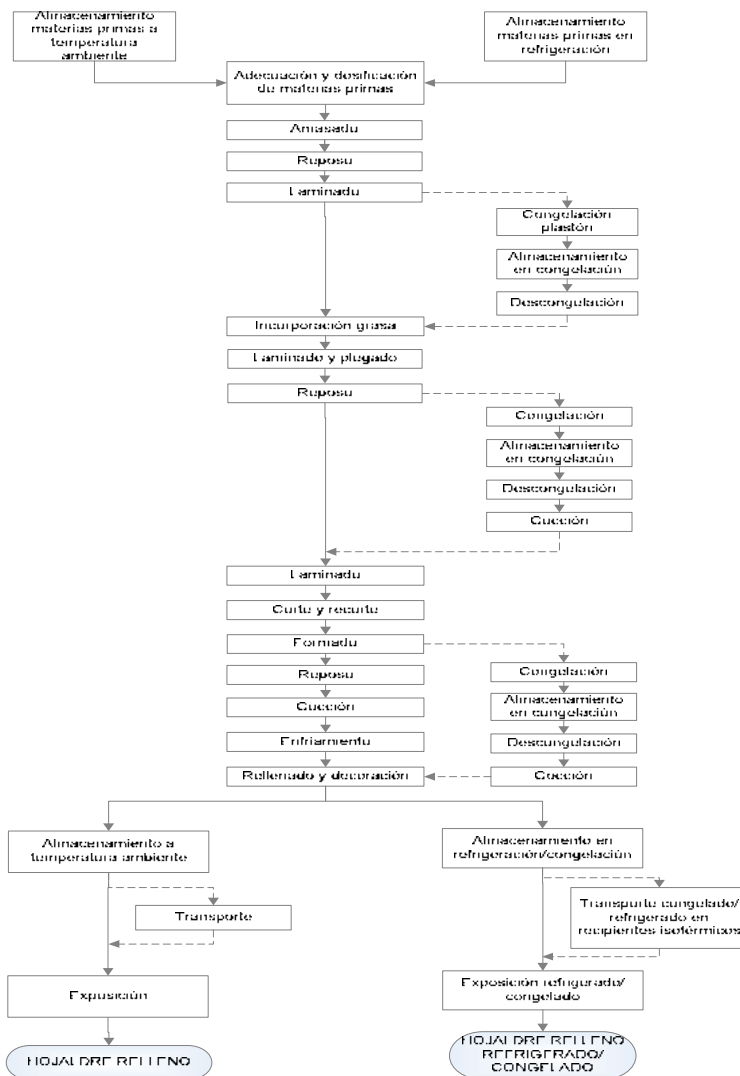 Almacenamiento
materias primas a
temperatura
ambiente
Almacenamiento
materias primas en
refrigeración
Adecuación y dosificación
de materias primas
Amasado
Reposo
Laminado
Congelación
plastón
Almacenamiento
en congelación
Descongelación
Incorporación grasa
Laminado y plegado
Reposo
Congelación
Almacenamiento
en congelación
Descongelación
Cocción
Laminado
Corte y recorte
Formado
Congelación
Reposo
Almacenamiento
en congelación
Cocción
Enfriamiento
Descongelación
Rellenado y decoración
Cocción
Almacenamiento a
temperatura ambiente
Almacenamiento en
refrigeración/congelación
Transporte
Transporte congelado/
refrigerado en
recipientes isotérmicos
Exposición
Exposición refrigerado/
congelado
HOJALDRE RELLENO
HOJALDRE RELLENO
REFRIGERADO/
CONGELADO